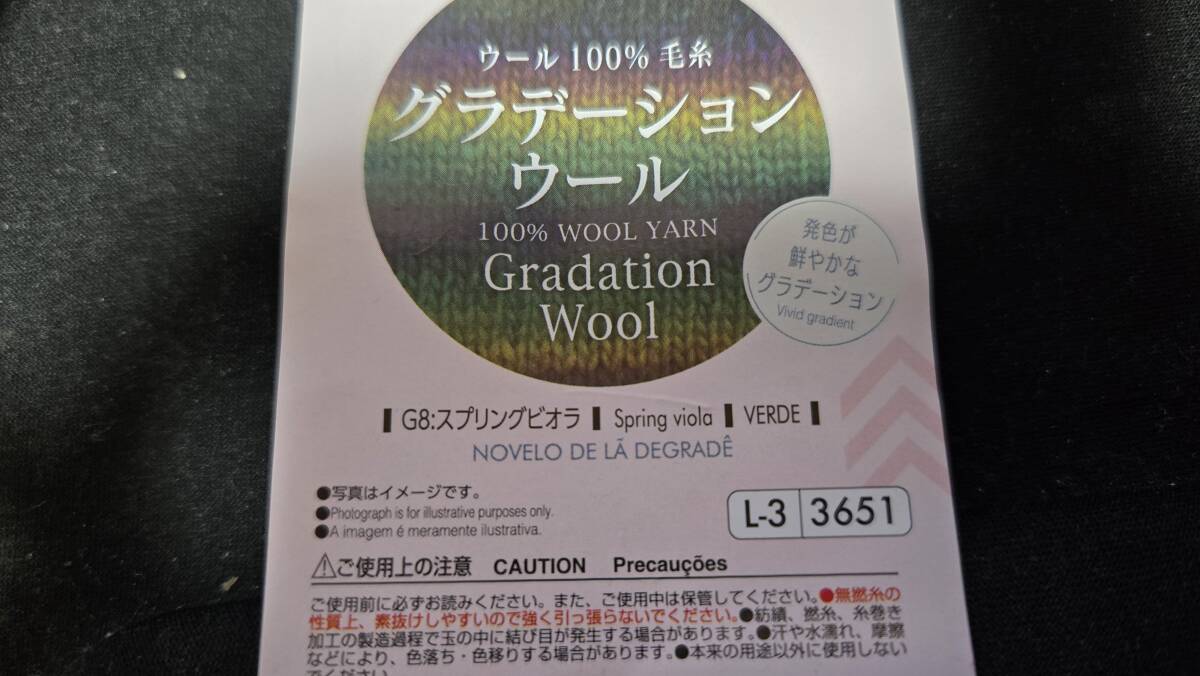 ウール 100% 毛糸
グラデーション
ウール
100% WOOL YARN
Gradation
Wool
発色が
鮮やかな
グラデーション
Vivid gradient
▌G8:スプリングビオラ▐ Spring viola▐ VERDE▐
NOVELO DE LÃ DEGRADÊ
●写真はイメージです。
●Photograph is for illustrative purposes only.
●A imagem é meramente ilustrativa.
L-3 3651
⚠ご使用上の注意 CAUTION Precauções
ご使用前に必ずお読みください。また、ご使用中は保管してください。●無撚糸の
性質上、素抜けしやすいので強く引っ張らないでください。●紡績、撚糸、糸巻き
加工の製造過程で玉の中に結び目が発生する場合があります。●汗や水濡れ、摩擦
などにより、色落ち・色移りする場合があります。●本来の用途以外に使用しない
でください。